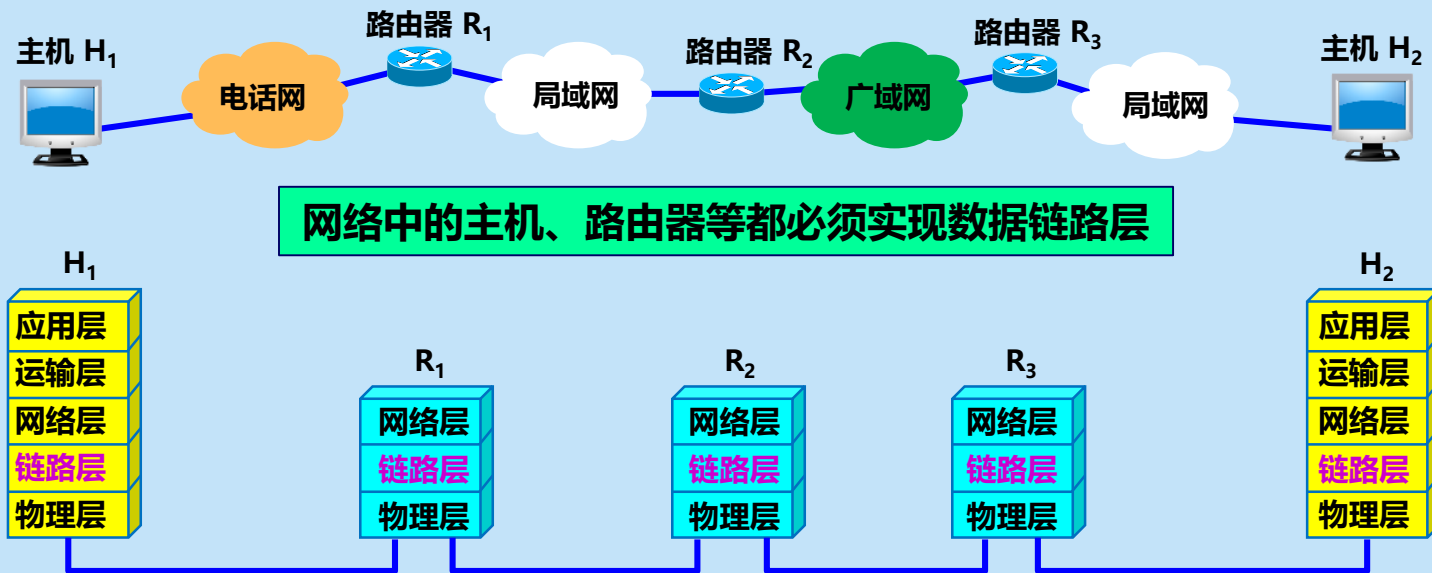 主机 H₁
路由器 R₁
路由器 R₂
路由器 R₃
主机 H₂
电话网
局域网
广域网
局域网
网络中的主机、路由器等都必须实现数据链路层
H₁
应用层
运输层
网络层
链路层
物理层
R₁
网络层
链路层
物理层
R₂
网络层
链路层
物理层
R₃
网络层
链路层
物理层
H₂
应用层
运输层
网络层
链路层
物理层